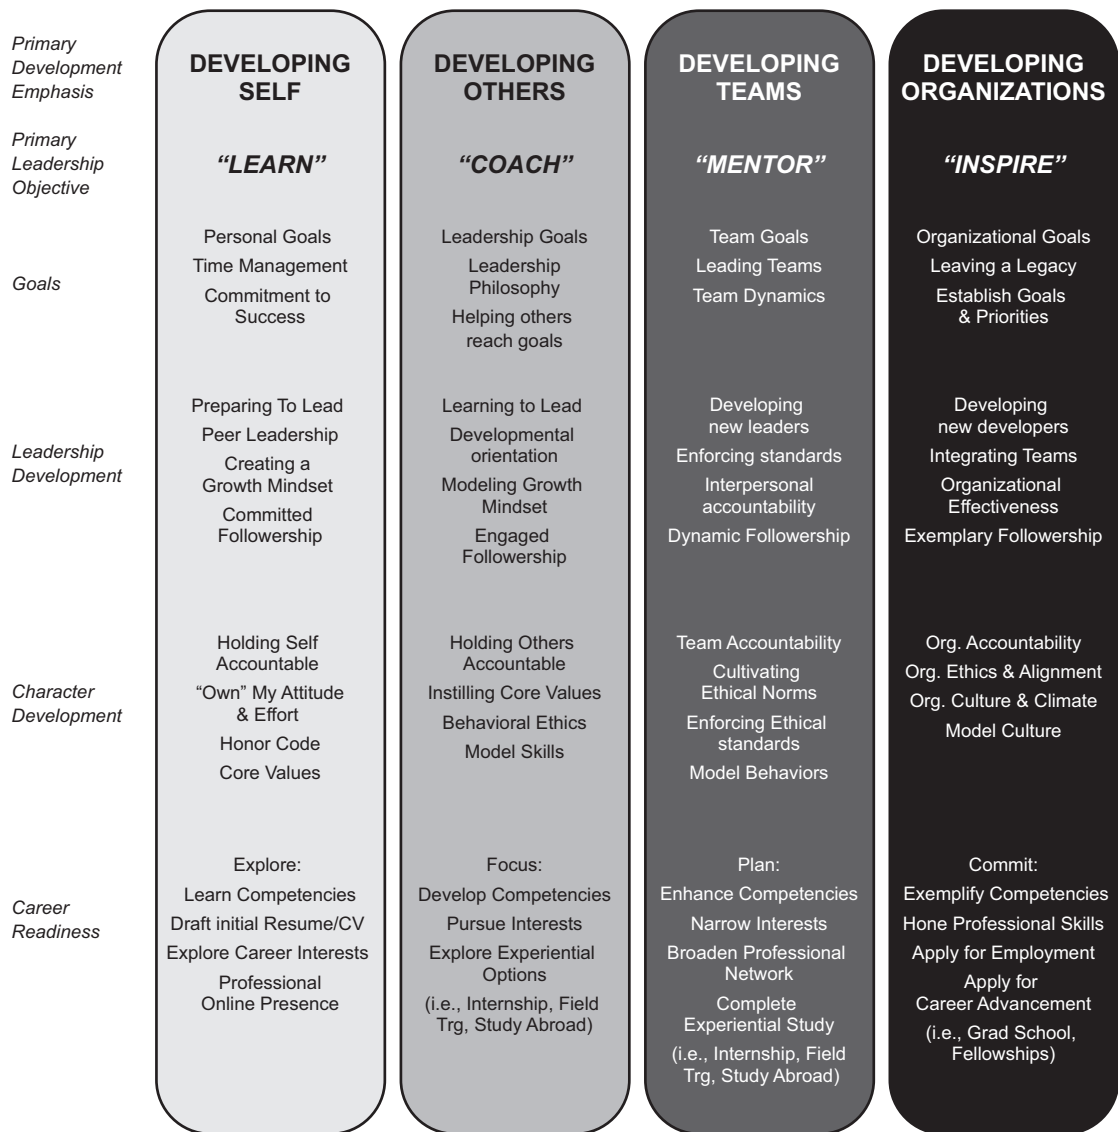 Primary
Development
Emphasis
DEVELOPING
SELF
DEVELOPING
OTHERS
DEVELOPING
TEAMS
DEVELOPING
ORGANIZATIONS
Primary
Leadership
Objective
“LEARN”
“COACH”
“MENTOR”
“INSPIRE”
Goals
Personal Goals
Time Management
Commitment to
Success
Leadership Goals
Leadership
Philosophy
Helping others
reach goals
Team Goals
Leading Teams
Team Dynamics
Organizational Goals
Leaving a Legacy
Establish Goals
& Priorities
Leadership
Development
Preparing To Lead
Peer Leadership
Creating a
Growth Mindset
Committed
Followership
Learning to Lead
Developmental
orientation
Modeling Growth
Mindset
Engaged
Followership
Developing
new leaders
Enforcing standards
Interpersonal
accountability
Dynamic Followership
Developing
new developers
Integrating Teams
Organizational
Effectiveness
Exemplary Followership
Character
Development
Holding Self
Accountable
“Own” My Attitude
& Effort
Honor Code
Core Values
Holding Others
Accountable
Instilling Core Values
Behavioral Ethics
Model Skills
Team Accountability
Cultivating
Ethical Norms
Enforcing Ethical
standards
Model Behaviors
Org. Accountability
Org. Ethics & Alignment
Org. Culture & Climate
Model Culture
Career
Readiness
Explore:
Learn Competencies
Draft initial Resume/CV
Explore Career Interests
Professional
Online Presence
Focus:
Develop Competencies
Pursue Interests
Explore Experiential
Options
(i.e., Internship, Field
Trg, Study Abroad)
Plan:
Enhance Competencies
Narrow Interests
Broaden Professional
Network
Complete
Experiential Study
(i.e., Internship, Field
Trg, Study Abroad)
Commit:
Exemplify Competencies
Hone Professional Skills
Apply for Employment
Apply for
Career Advancement
(i.e., Grad School,
Fellowships)